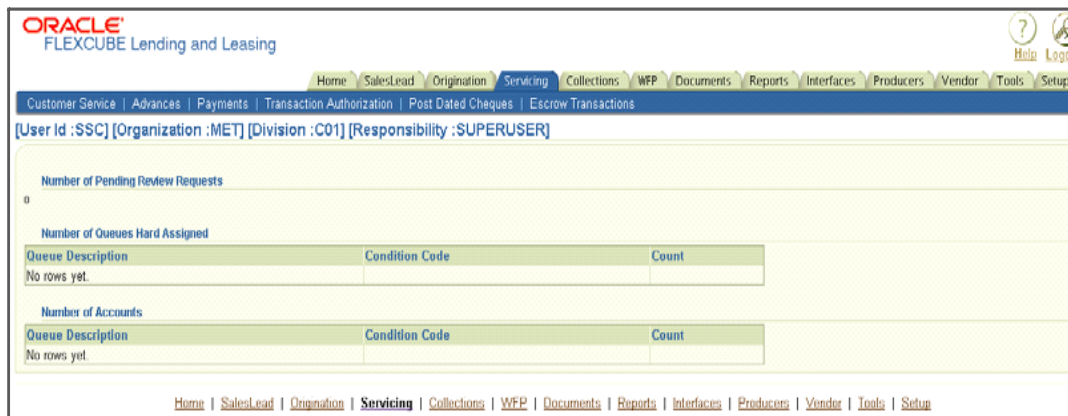 ORACLE
FLEXCUBE Lending and Leasing
Help
Home SalesLead Origination Servicing Collections WFP Documents Reports Interfaces Producers Vendor Tools Setup
Customer Service | Advances | Payments | Transaction Authorization | Post Dated Cheques | Escrow Transactions
[User Id :SSC] [Organization :MET] [Division :C01] [Responsibility :SUPERUSER]
Number of Pending Review Requests
0
Number of Queues Hard Assigned
Queue Description Condition Code Count
No rows yet.
Number of Accounts
Queue Description Condition Code Count
No rows yet.
Home | SalesLead | Origination | Servicing | Collections | WFP | Documents | Reports | Interfaces | Producers | Vendor | Tools | Setup